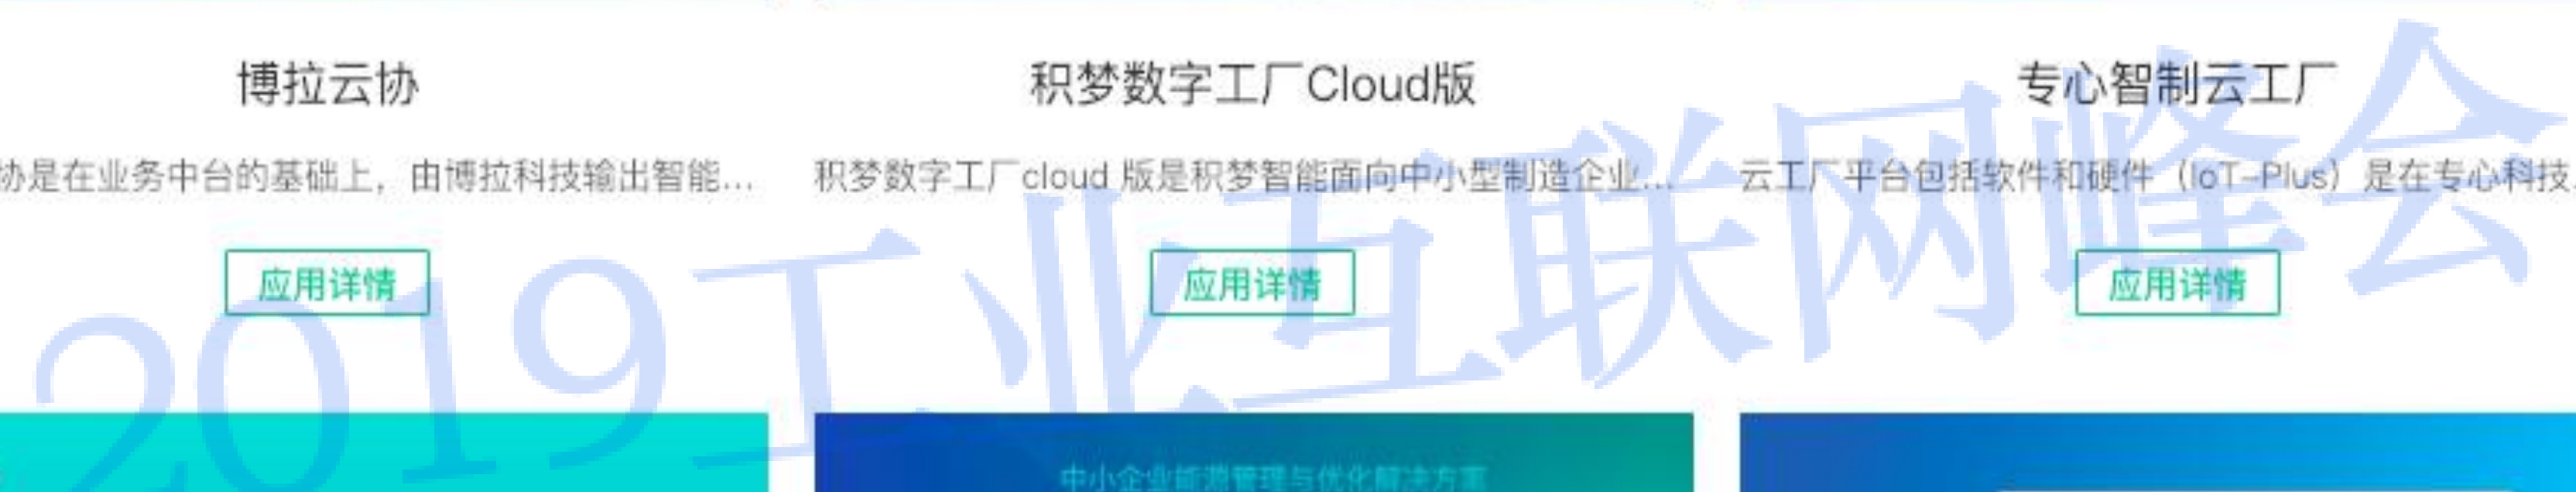 博拉云协
积梦数字工厂Cloud版
专心智制云工厂
协是在业务中台的基础上，由博拉科技输出智能...
积梦数字工厂cloud 版是积梦智能面向中小型制造企业...
云工厂平台包括软件和硬件（IoT-Plus）是在专心科技
应用详情
应用详情
应用详情
2019工业互联网峰会
中小企业能源管理与优化解决方案